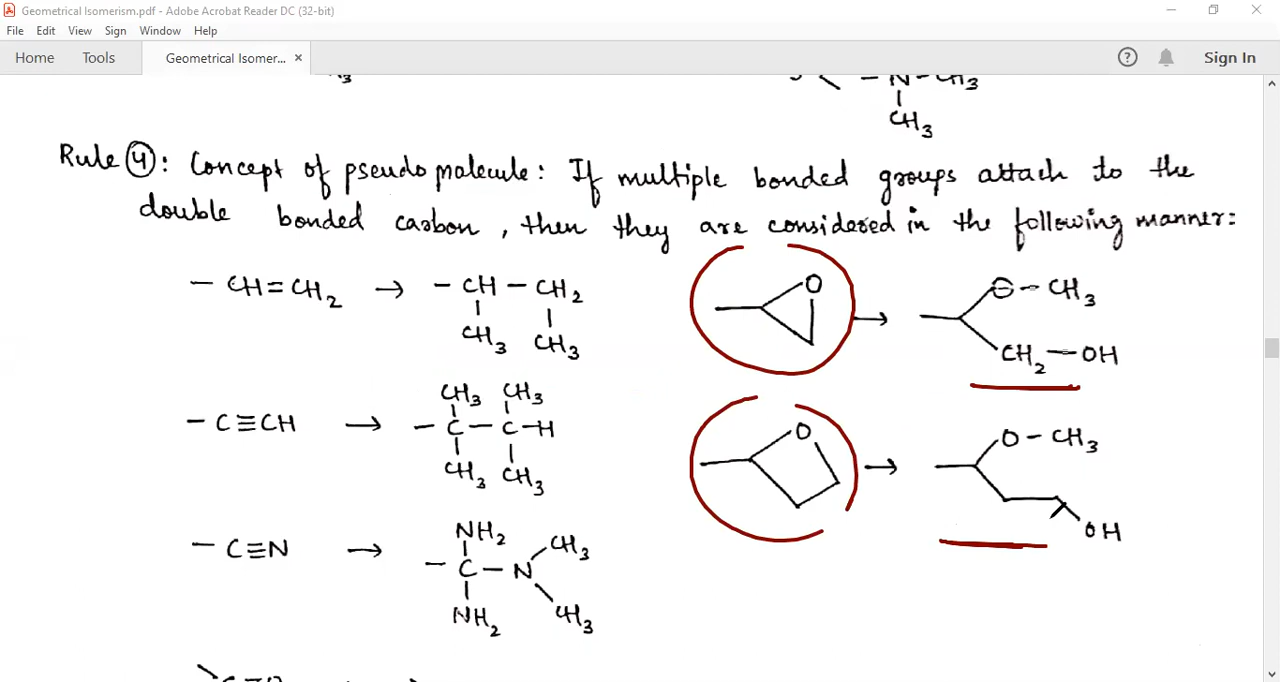 Geometrical Isomerism.pdf - Adobe Acrobat Reader DC (32-bit)
File Edit View Sign Window Help
Home Tools Geometrical Isomer... × Sign In
– N – CH3
CH3
Rule 4: Concept of pseudo molecule: If multiple bonded groups attach to the
double bonded carbon, then they are considered in the following manner:
– CH = CH2 → – CH – CH2
CH3 CH3
O → O – CH3
CH2 – OH
– C≡CH → CH3 CH3
– C – C – H
CH3 CH3
O → O – CH3
OH
– C≡N → NH2 CH3
– C – N
NH2 CH3